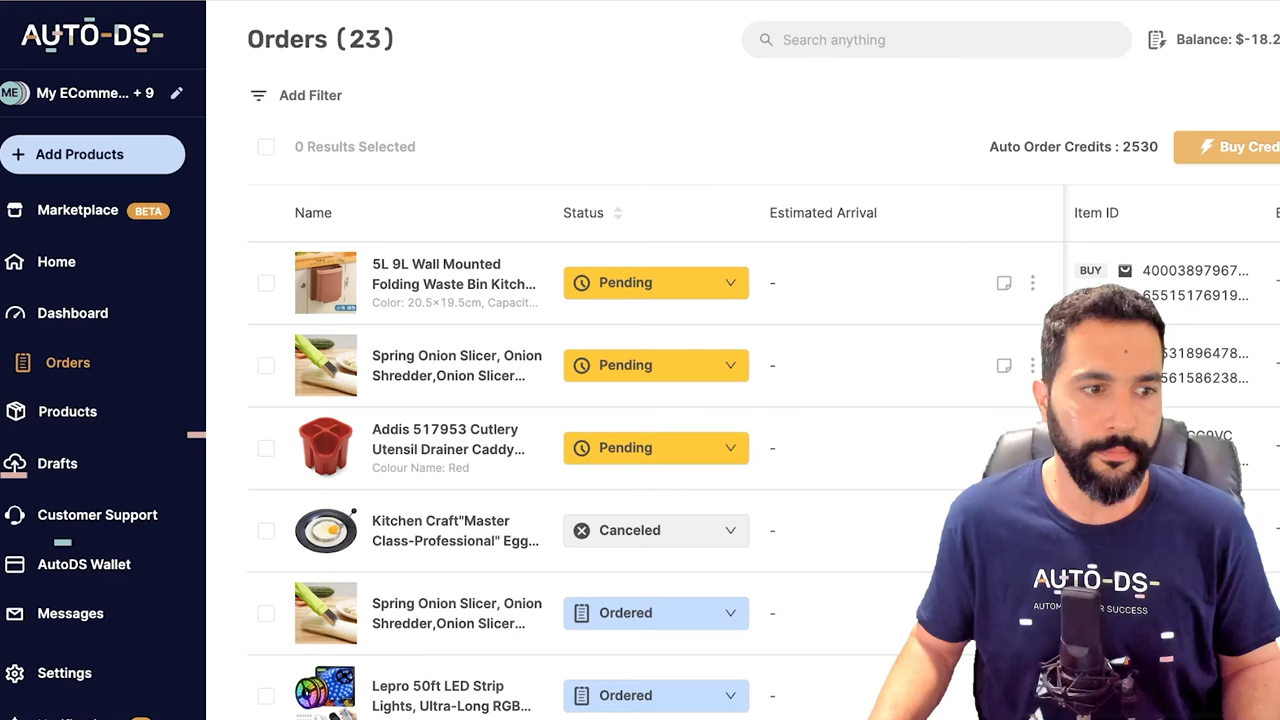 AUTO-DS-
ME
My EComme... + 9
+ Add Products
Marketplace BETA
Home
Dashboard
Orders
Products
Drafts
Customer Support
AutoDS Wallet
Messages
Settings
Orders (23)
Search anything
Balance: $-18.2
Add Filter
0 Results Selected
Auto Order Credits : 2530
Buy Cred
Name
Status
Estimated Arrival
Item ID
5L 9L Wall Mounted
Folding Waste Bin Kitch...
Color: 20.5x19.5cm, Capacit...
Pending
-
BUY
40003897967...
65515176919...
Spring Onion Slicer, Onion
Shredder,Onion Slicer...
Pending
-
531896478...
561586238...
Addis 517953 Cutlery
Utensil Drainer Caddy...
Colour Name: Red
Pending
-
Kitchen Craft"Master
Class-Professional" Egg...
Canceled
-
Spring Onion Slicer, Onion
Shredder,Onion Slicer...
Ordered
-
Lepro 50ft LED Strip
Lights, Ultra-Long RGB...
Ordered
-
AUTO-DS-
SUCCESS